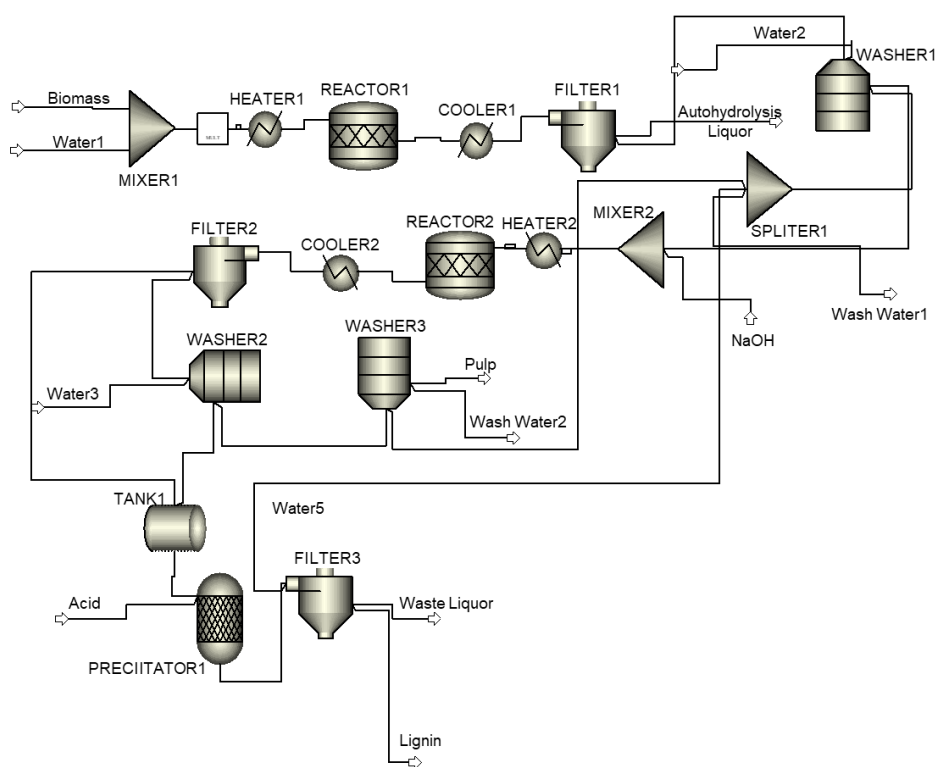 Water2
WASHER1
Biomass
HEATER1
REACTOR1
COOLER1
FILTER1
Autohydrolysis
Liquor
MULT
Water1
MIXER1
SPLITER1
FILTER2
COOLER2
REACTOR2
HEATER2
MIXER2
Wash Water1
NaOH
WASHER2
WASHER3
Pulp
Water3
Wash Water2
TANK1
Water5
FILTER3
Acid
Waste Liquor
PRECIITATOR1
Lignin